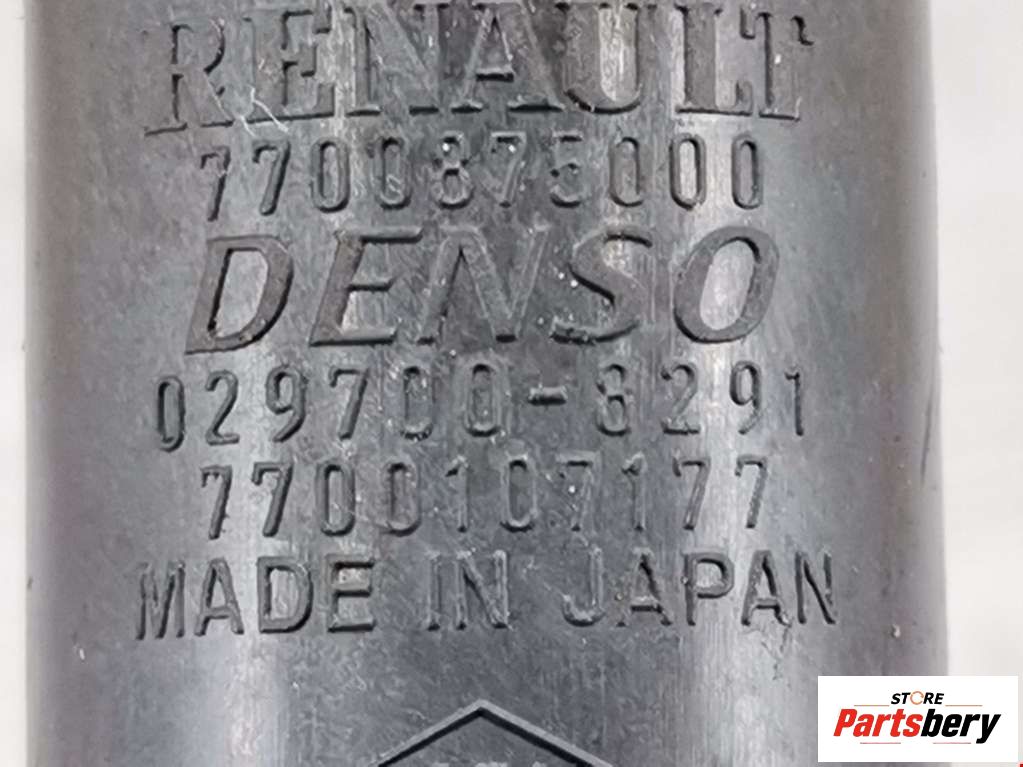 RENAULT
7700875000
DENSO
029700-8291
7700107177
MADE IN JAPAN
STORE
Partsbery